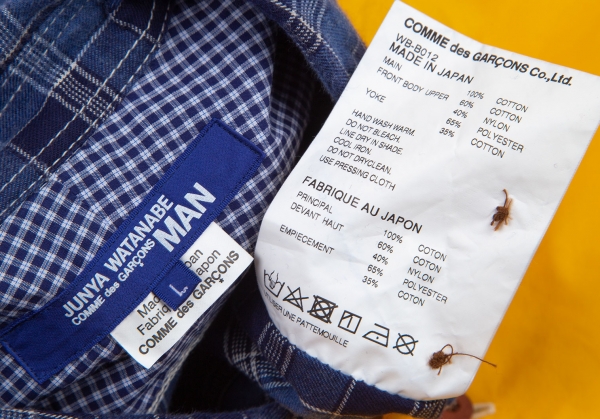 JUNYA WATANABE
COMME des GARÇONS MAN
L
Made Japan
Fabriq Japon
COMME des GARÇONS
COMME des GARÇONS Co.,Ltd.
WB-B012
MADE IN JAPAN
MAIN 100% COTTON
FRONT BODY UPPER 60% COTTON
40% NYLON
YOKE 65% POLYESTER
35% COTTON
HAND WASH WARM.
DO NOT BLEACH.
LINE DRY IN SHADE.
COOL IRON.
DO NOT DRYCLEAN.
USE PRESSING CLOTH
FABRIQUE AU JAPON
PRINCIPAL 100% COTON
DEVANT HAUT 60% COTON
40% NYLON
EMPIECEMENT 65% POLYESTER
35% COTON
UNE PATTEMOUILLE